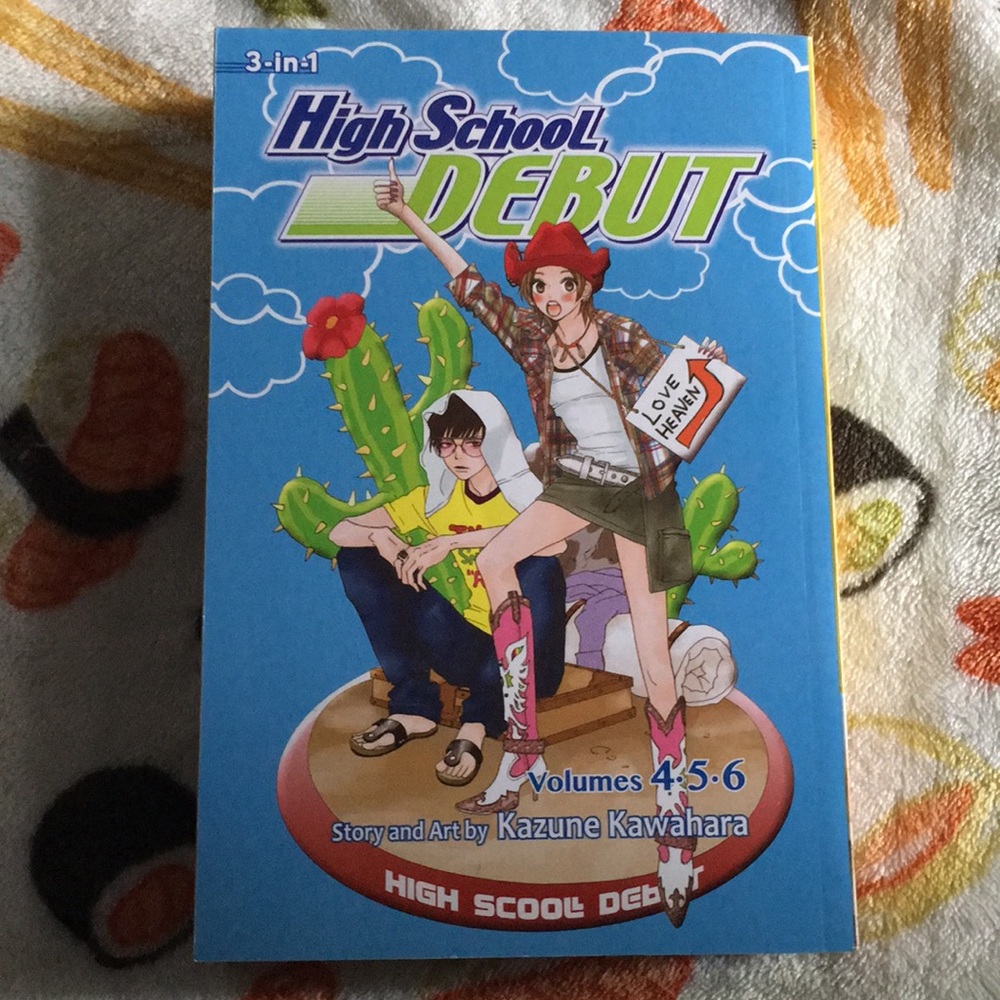 3-in-1
High School
DEBUT
LOVE
HEAVEN
Volumes 4·5·6
Story and Art by Kazune Kawahara
HIGH SCOOLL DEBUT